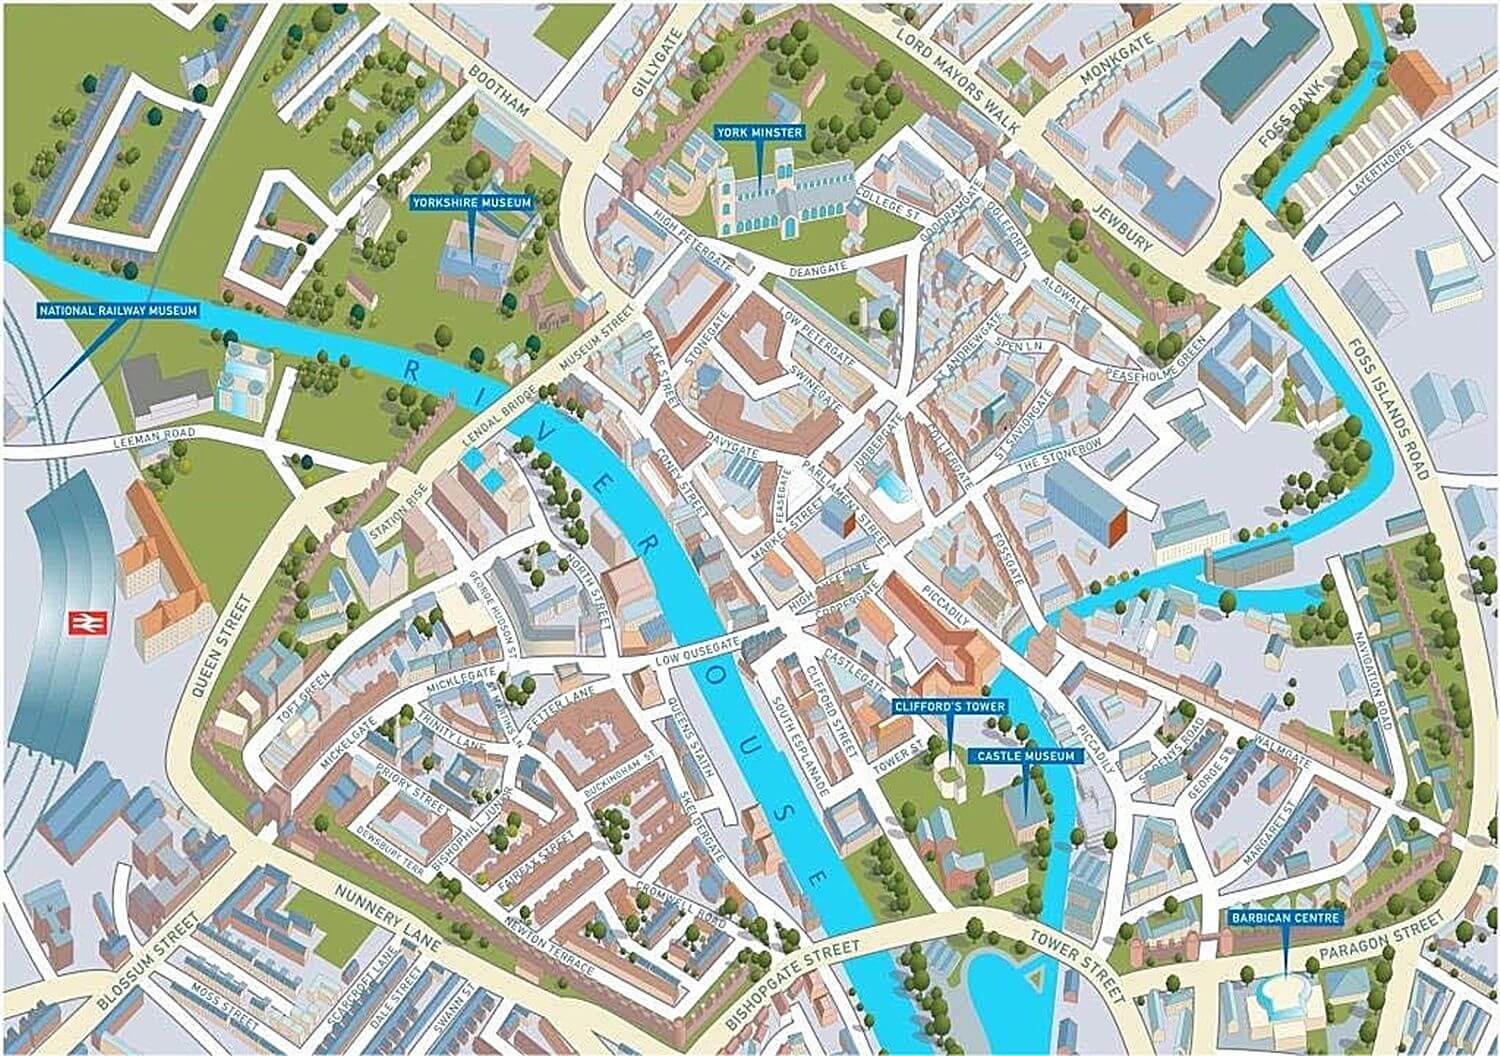 BOOTHAM
GILLYGATE
LORD MAYORS WALK
MONKGATE
FOSS BANK
LAYERTHORPE
YORK MINSTER
YORKSHIRE MUSEUM
COLLEGE ST
GOODRAMGATE
OGLEFORTH
JEWBURY
HIGH PETERGATE
DEANGATE
ALDWALK
NATIONAL RAILWAY MUSEUM
MUSEUM STREET
BLAKE STREET
STONEGATE
LOW PETERGATE
ST ANDREWGATE
SPEN LN
PEASEHOLME GREEN
FOSS ISLANDS ROAD
RIVER OUSE
LENDAL BRIDGE
SWINEGATE
LEEMAN ROAD
DAVYGATE
CONEY STREET
FEASEGATE
PARLIAMENT STREET
JUBBERGATE
COLLIERGATE
ST SAVIORGATE
THE STONEBOW
MARKET STREET
STATION RISE
NORTH STREET
GEORGE HUDSON ST
FOSSGATE
HIGH OUSEGATE
COPPERGATE
PICCADILY
QUEEN STREET
LOW OUSEGATE
CASTLEGATE
CLIFFORD STREET
SOUTH ESPLANADE
NAVIGATION ROAD
MICKLEGATE
TOFT GREEN
ST MARTINS LN
FETTER LANE
TRINITY LANE
MICKELGATE
QUEENS STAITH
CLIFFORD'S TOWER
CASTLE MUSEUM
TOWER ST
PICCADILY
WALMGATE
GEORGE ST
MARGARET ST
PRIORY STREET
BUCKINGHAM ST
BISHOPHILL JUNIOR
DEWSBURY TERR
FAIRFAX STREET
SKELDERGATE
CROMWELL ROAD
NEWTON TERRACE
NUNNERY LANE
BLOSSUM STREET
MOSS STREET
SCARCROFT LANE
DALE STREET
SWANN ST
BISHOPGATE STREET
TOWER STREET
BARBICAN CENTRE
PARAGON STREET